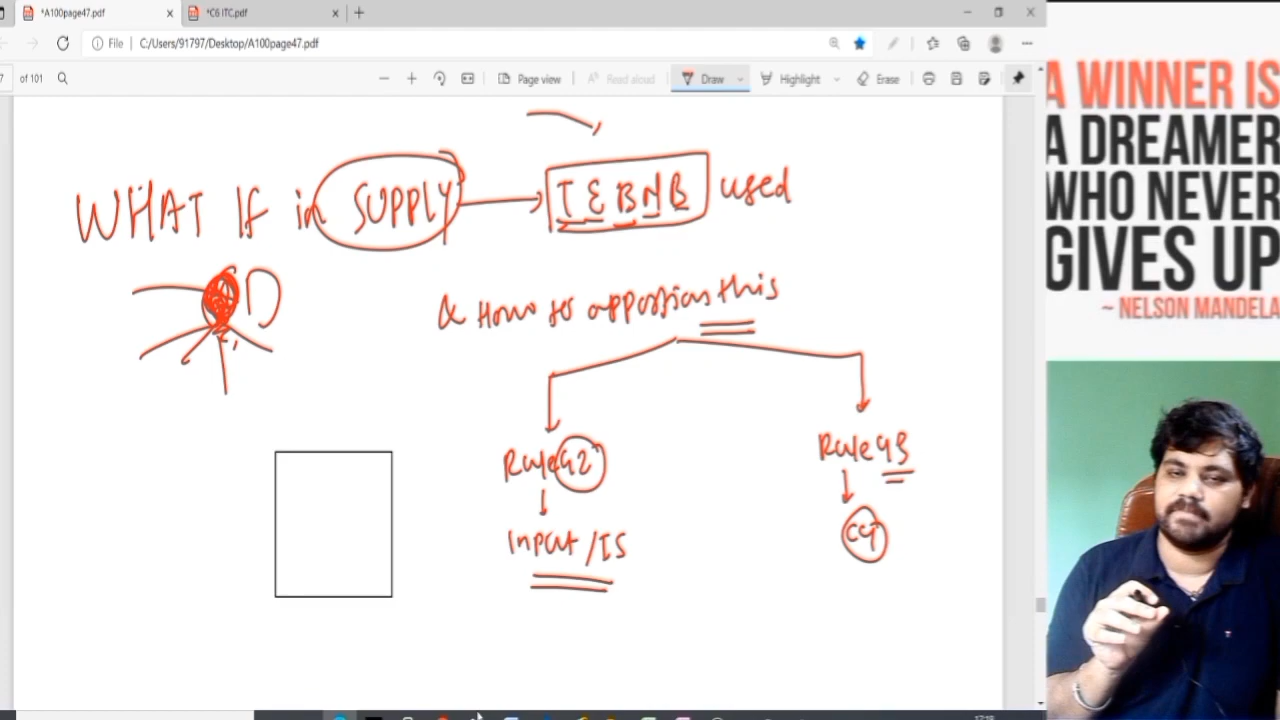 *A100page47.pdf
*C6 ITC.pdf
File
C:/Users/91797/Desktop/A100page47.pdf
of 101
Page view
Read aloud
Draw
Highlight
Erase
WHAT IF in SUPPLY
T E B N B used
& How to apportion this
Rule 42
Input/IS
Rule 43
CG
A WINNER IS
A DREAMER
WHO NEVER
GIVES UP
~ NELSON MANDELA